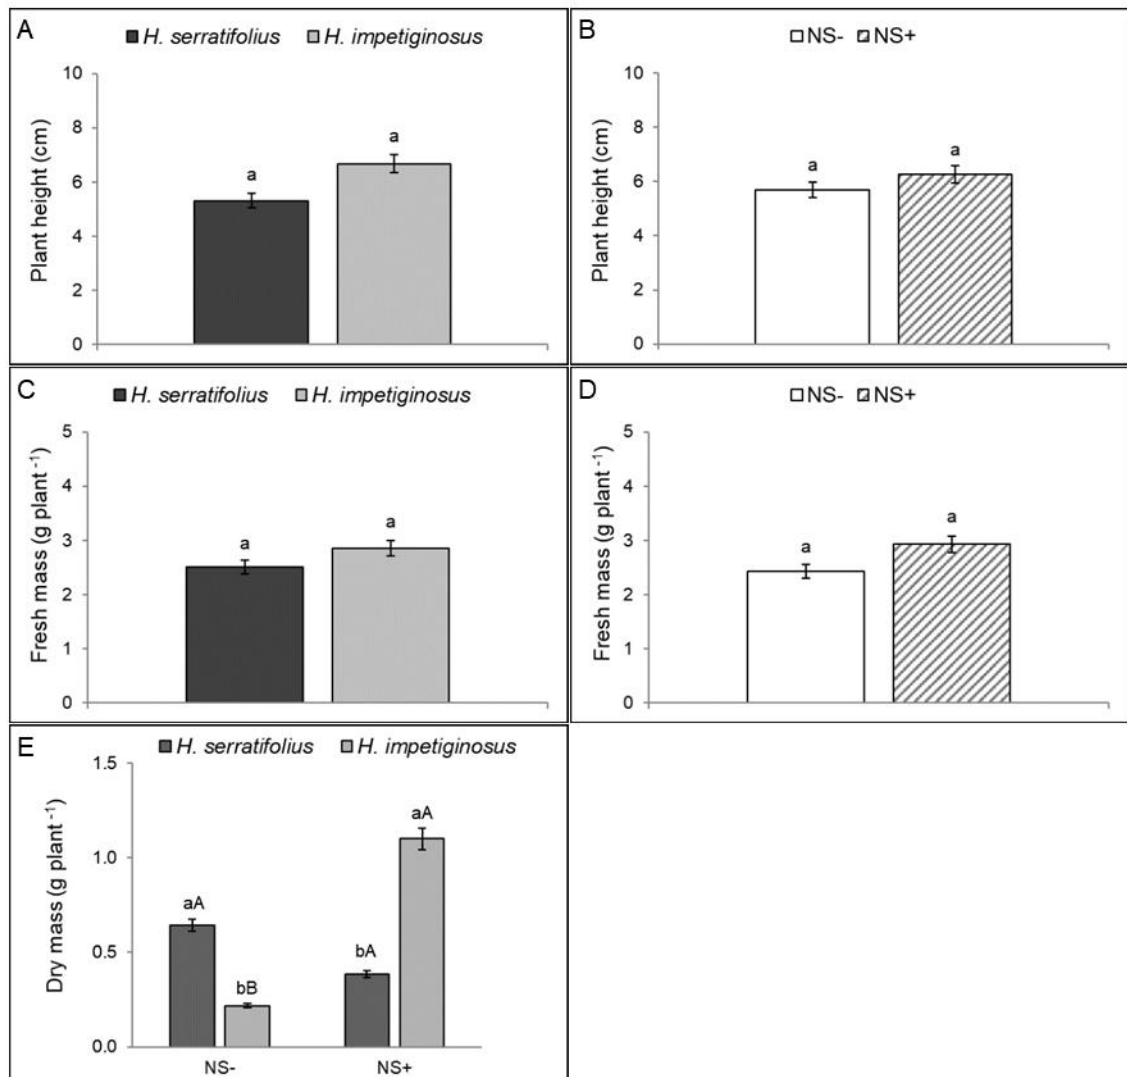 A
H. serratifolius H. impetiginosus
Plant height (cm)
10
8
6
4
2
0
a
a
B
NS- NS+
Plant height (cm)
10
8
6
4
2
0
a
a
C
H. serratifolius H. impetiginosus
Fresh mass (g plant ⁻¹)
5
4
3
2
1
0
a
a
D
NS- NS+
Fresh mass (g plant ⁻¹)
5
4
3
2
1
0
a
a
E
H. serratifolius H. impetiginosus
Dry mass (g plant ⁻¹)
1.5
1.0
0.5
0.0
aA
bB
bA
aA
NS- NS+